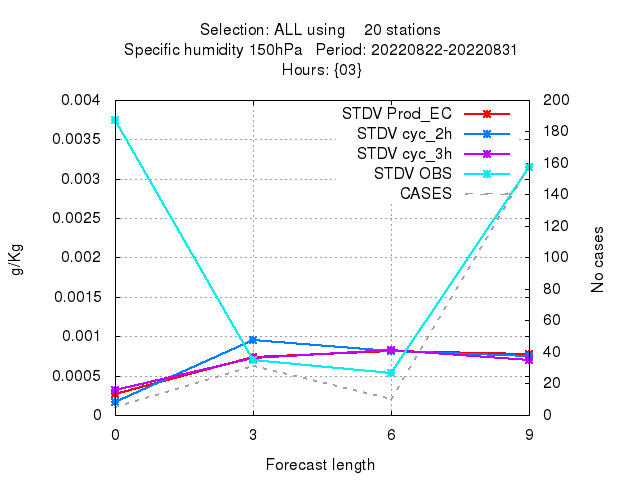 Selection: ALL using    20 stations
Specific humidity 150hPa   Period: 20220822-20220831
Hours: {03}
STDV Prod_EC
STDV cyc_2h
STDV cyc_3h
STDV OBS
CASES
0.004
0.0035
0.003
0.0025
0.002
0.0015
0.001
0.0005
0
g/Kg
200
180
160
140
120
100
80
60
40
20
0
No cases
0 3 6 9
Forecast length